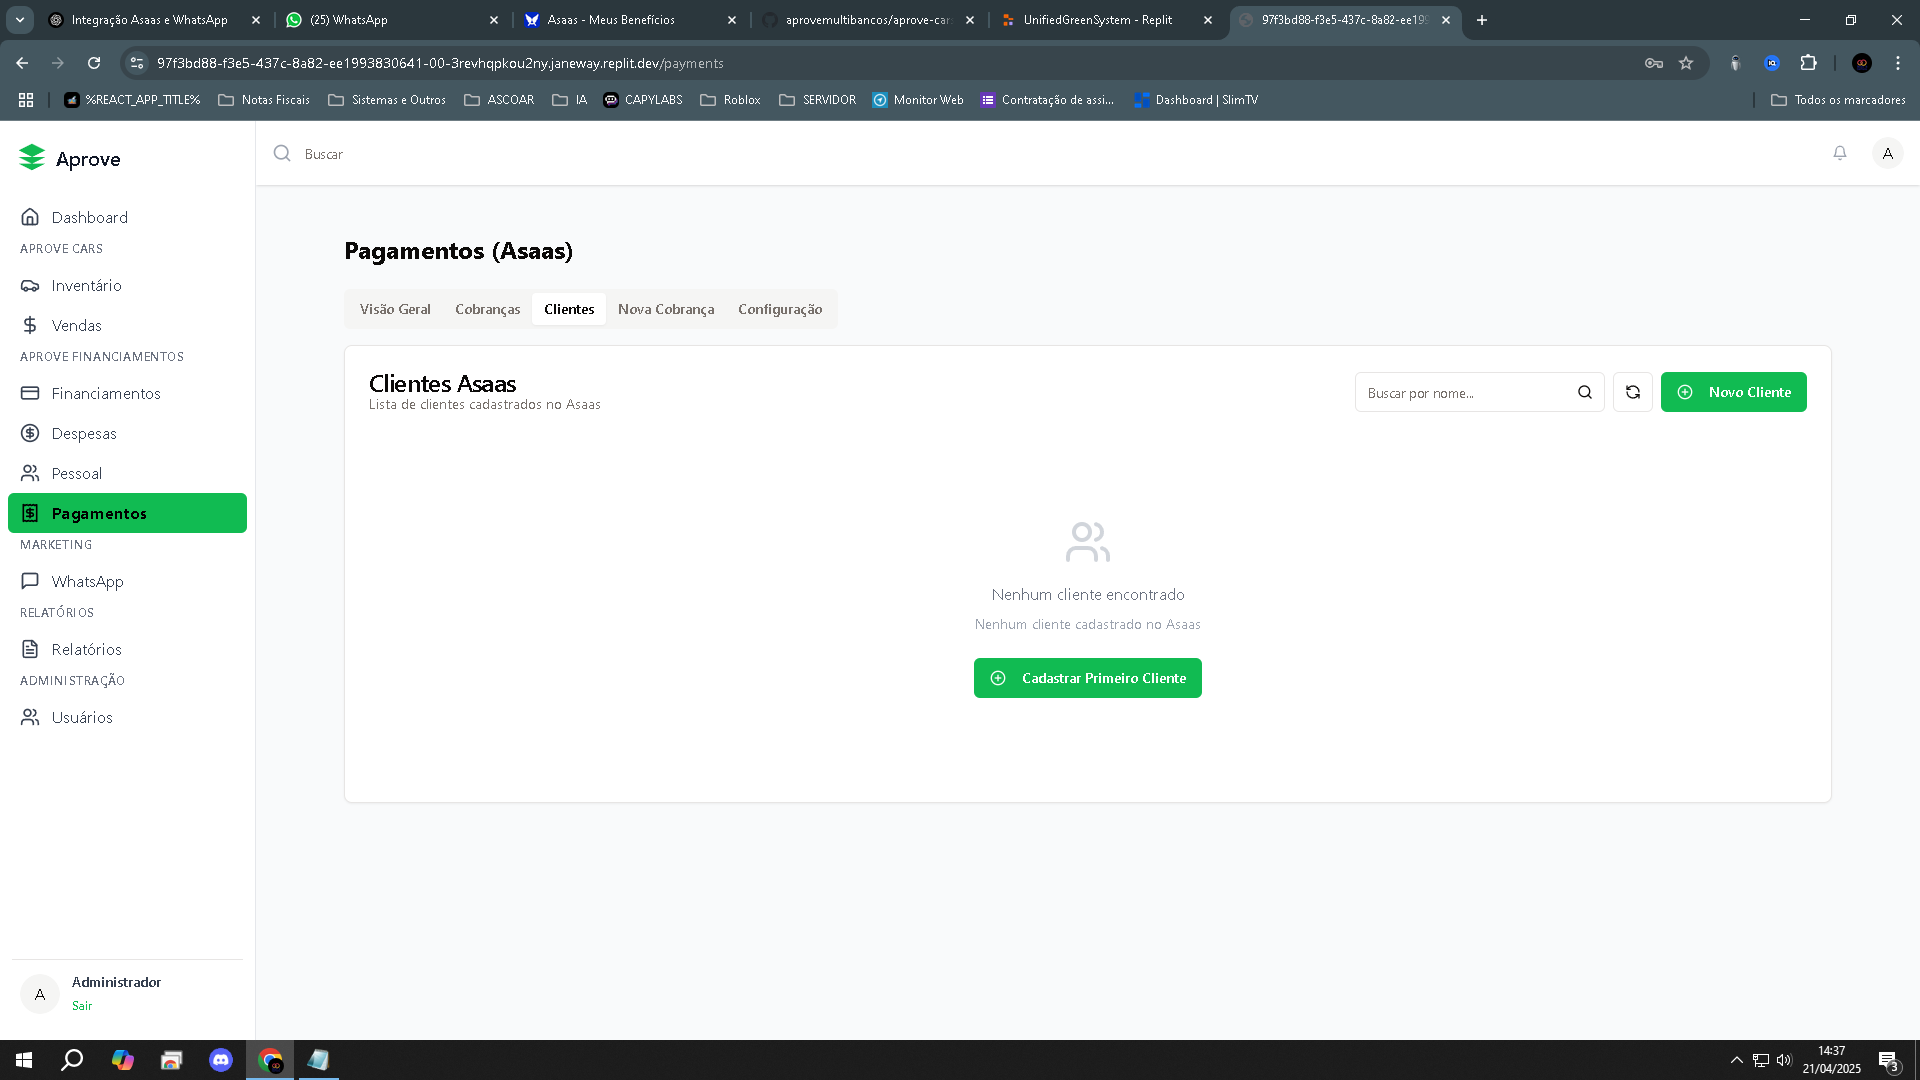 Integração Asaas e WhatsApp
(25) WhatsApp
Asaas - Meus Benefícios
aprovemultibancos/aprove-car
UnifiedGreenSystem - Replit
97f3bd88-f3e5-437c-8a82-ee199
97f3bd88-f3e5-437c-8a82-ee1993830641-00-3revhqpkou2ny.janeway.replit.dev/payments
%REACT_APP_TITLE%
Notas Fiscais
Sistemas e Outros
ASCOAR
IA
CAPYLABS
Roblox
SERVIDOR
Monitor Web
Contratação de assi...
Dashboard | SlimTV
Todos os marcadores
Aprove
Buscar
A
Dashboard
APROVE CARS
Inventário
Vendas
APROVE FINANCIAMENTOS
Financiamentos
Despesas
Pessoal
Pagamentos
MARKETING
WhatsApp
RELATÓRIOS
Relatórios
ADMINISTRAÇÃO
Usuários
A
Administrador
Sair
Pagamentos (Asaas)
Visão Geral
Cobranças
Clientes
Nova Cobrança
Configuração
Clientes Asaas
Lista de clientes cadastrados no Asaas
Buscar por nome...
Novo Cliente
Nenhum cliente encontrado
Nenhum cliente cadastrado no Asaas
Cadastrar Primeiro Cliente
14:37
21/04/2025
3